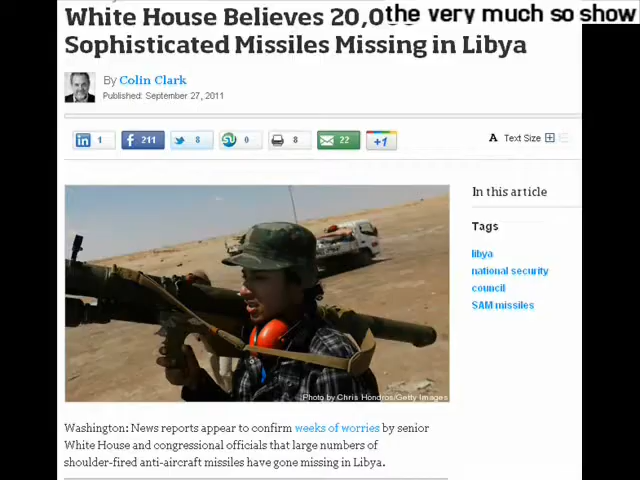 White House Believes 20,0
the very much so show
Sophisticated Missiles Missing in Libya
By Colin Clark
Published: September 27, 2011
in 1
f 211
8
0
8
22
+1
A Text Size
In this article
Tags
libya
national security
council
SAM missiles
Photo by Chris Hondros/Getty Images
Washington: News reports appear to confirm weeks of worries by senior
White House and congressional officials that large numbers of
shoulder-fired anti-aircraft missiles have gone missing in Libya.